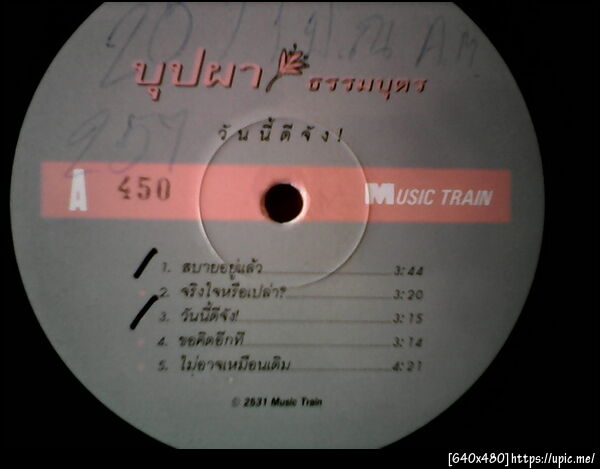 บุปผา ธรรมบุตร
วันนี้ดีจัง!
A 450 MUSIC TRAIN
1. สบายอยู่แล้ว 3:44
2. จริงใจหรือเปล่า? 3:20
3. วันนี้ดีจัง! 3:15
4. ขอคิดอีกที 3:14
5. ไม่อาจเหมือนเดิม 4:21
© 2531 Music Train
[640x480]https://upic.me/